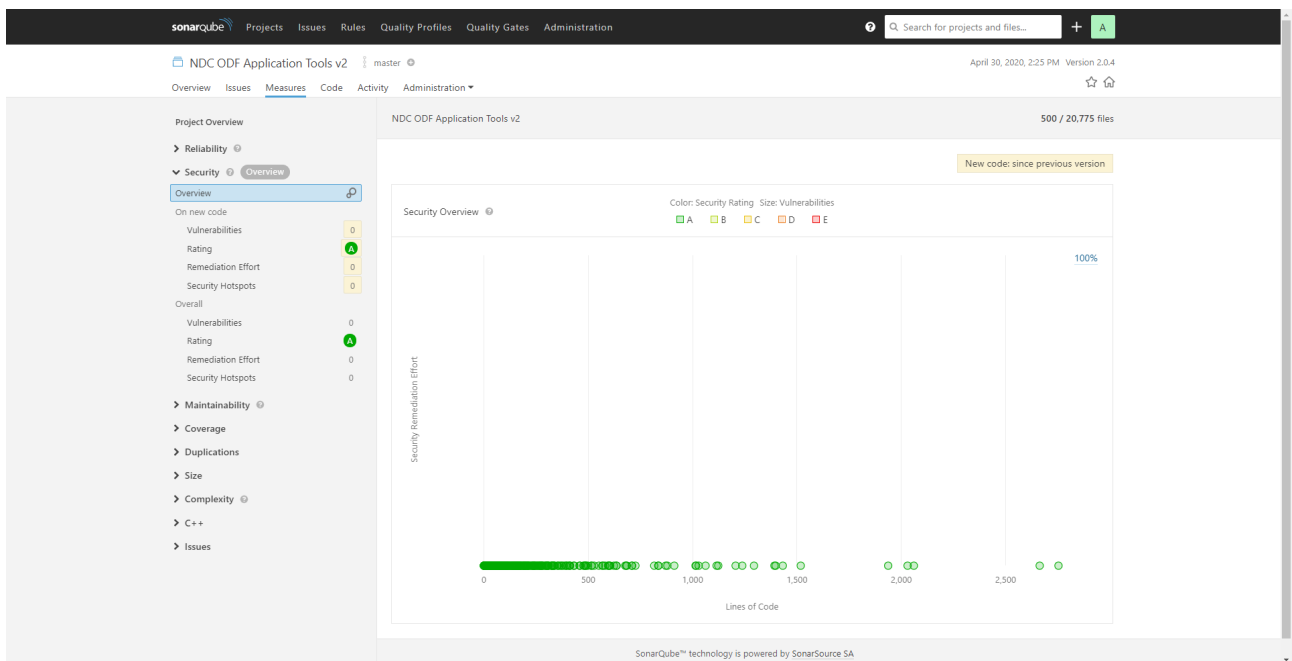 sonarqube Projects Issues Rules Quality Profiles Quality Gates Administration Search for projects and files... + A
NDC ODF Application Tools v2 master April 30, 2020, 2:25 PM Version 2.0.4
Overview Issues Measures Code Activity Administration
Project Overview
Reliability
Security Overview
Overview
On new code
Vulnerabilities 0
Rating A
Remediation Effort 0
Security Hotspots 0
Overall
Vulnerabilities 0
Rating A
Remediation Effort 0
Security Hotspots 0
Maintainability
Coverage
Duplications
Size
Complexity
C++
Issues
NDC ODF Application Tools v2 500 / 20,775 files
New code: since previous version
Security Overview
Color: Security Rating Size: Vulnerabilities
A B C D E
100%
Security Remediation Effort
0 500 1,000 1,500 2,000 2,500
Lines of Code
SonarQube™ technology is powered by SonarSource SA